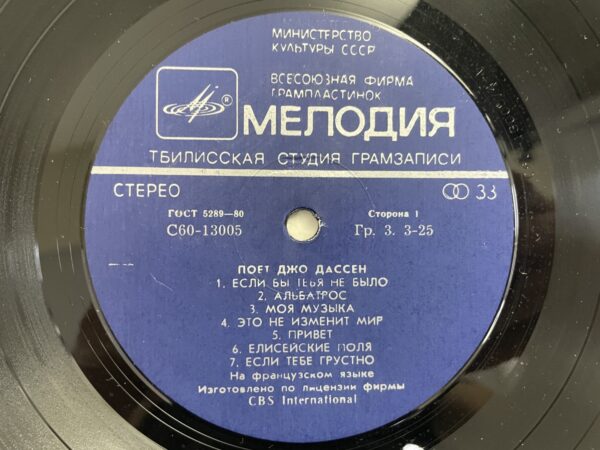 МИНИСТЕРСТВО
КУЛЬТУРЫ СССР
ВСЕСОЮЗНАЯ ФИРМА
ГРАМПЛАСТИНОК
®
МЕЛОДИЯ
ТБИЛИССКАЯ СТУДИЯ ГРАМЗАПИСИ
СТЕРЕО 33
ГОСТ 5289—80 Сторона 1
С60-13005 Гр. 3. 3-25
ПОЕТ ДЖО ДАССЕН
1. ЕСЛИ БЫ ТЕБЯ НЕ БЫЛО
2. АЛЬБАТРОС
3. МОЯ МУЗЫКА
4. ЭТО НЕ ИЗМЕНИТ МИР
5. ПРИВЕТ
6. ЕЛИСЕЙСКИЕ ПОЛЯ
7. ЕСЛИ ТЕБЕ ГРУСТНО
На французском языке
Изготовлено по лицензии фирмы
CBS International